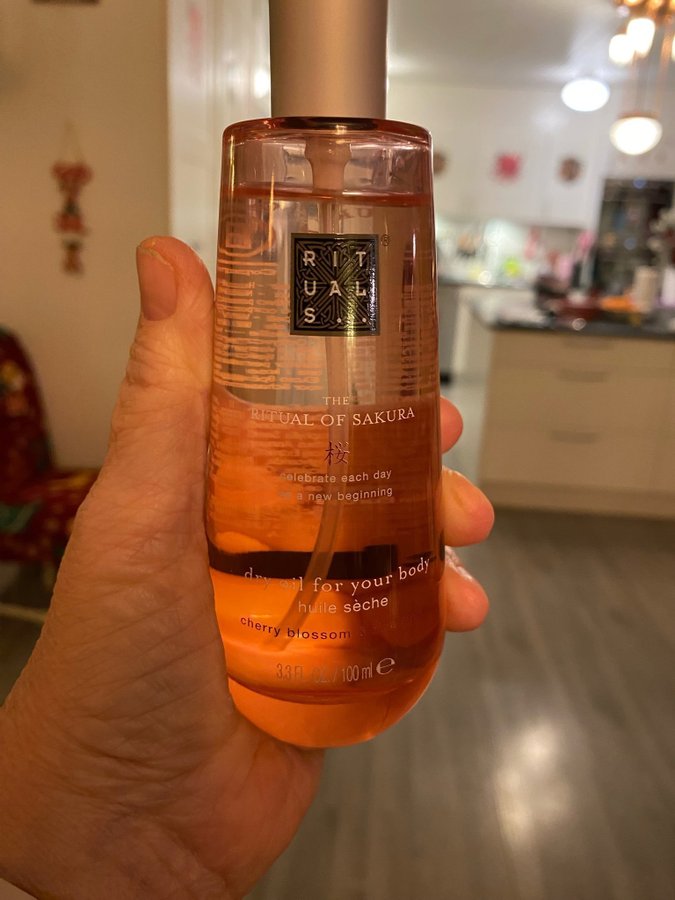 RIT
UAL
S...
®
THE
RITUAL OF SAKURA
桜
celebrate each day
as a new beginning
dry oil for your body
huile sèche
cherry blossom
3.3 FL. OZ. / 100 ml ℮